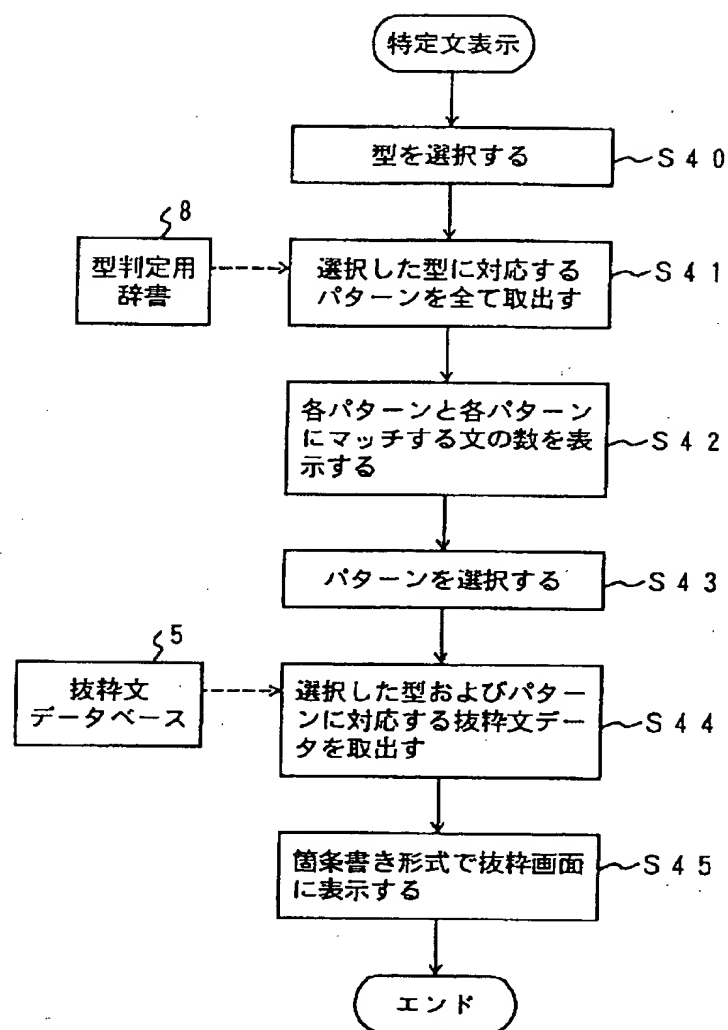 特定文表示
型を選択する
S40
8
型判定用
辞書
選択した型に対応する
パターンを全て取出す
S41
各パターンと各パターン
にマッチする文の数を表
示する
S42
パターンを選択する
S43
5
抜粋文
データベース
選択した型およびパター
ンに対応する抜粋文デー
タを取出す
S44
箇条書き形式で抜粋画面
に表示する
S45
エンド